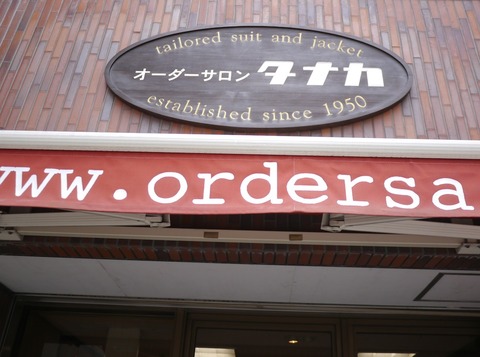 tailored suit and jacket
オーダーサロン タナカ
established since 1950
www.ordersa